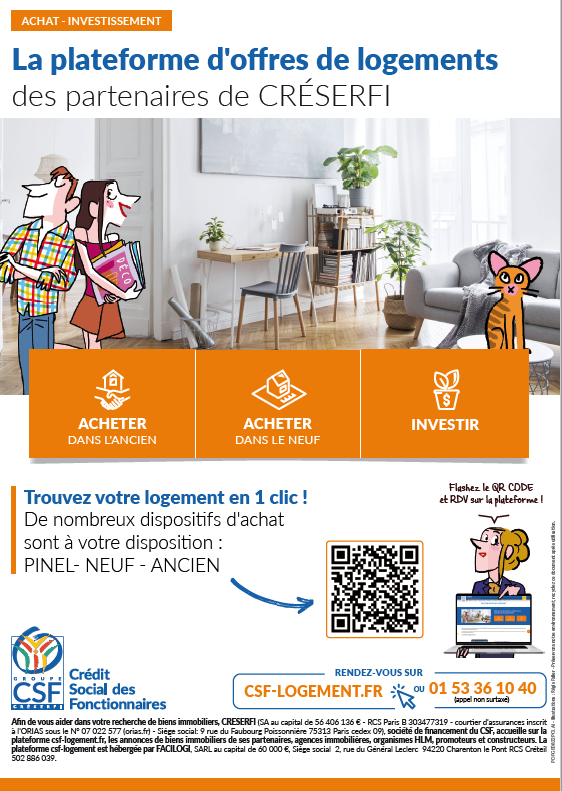 ACHAT - INVESTISSEMENT
La plateforme d'offres de logements
des partenaires de CRÉSERFI
DÉCO
ACHETER
DANS L'ANCIEN
ACHETER
DANS LE NEUF
INVESTIR
Trouvez votre logement en 1 clic !
De nombreux dispositifs d'achat
sont à votre disposition :
PINEL- NEUF - ANCIEN
Flashez le QR CODE
et RDV sur la plateforme !
GROUPE
CSF
CRESERFI
Crédit
Social des
Fonctionnaires
RENDEZ-VOUS SUR
CSF-LOGEMENT.FR
OU
01 53 36 10 40
(appel non surtaxé)
Afin de vous aider dans votre recherche de biens immobiliers, CRESERFI (SA au capital de 56 406 136 € - RCS Paris B 303477319 - courtier d'assurances inscrit
à l'ORIAS sous le N° 07 022 577 (orias.fr) - Siège social: 9 rue du Faubourg Poissonnière 75313 Paris cedex 09), société de financement du CSF, accueille sur la
plateforme csf-logement.fr, les annonces de biens immobiliers de ses partenaires, agences immobilières, organismes HLM, promoteurs et constructeurs. La
plateforme csf-logement est hébergée par FACILOGI, SARL au capital de 60 000 €, Siège social 2, rue du Général Leclerc 94220 Charenton le Pont RCS Créteil
502 886 039.